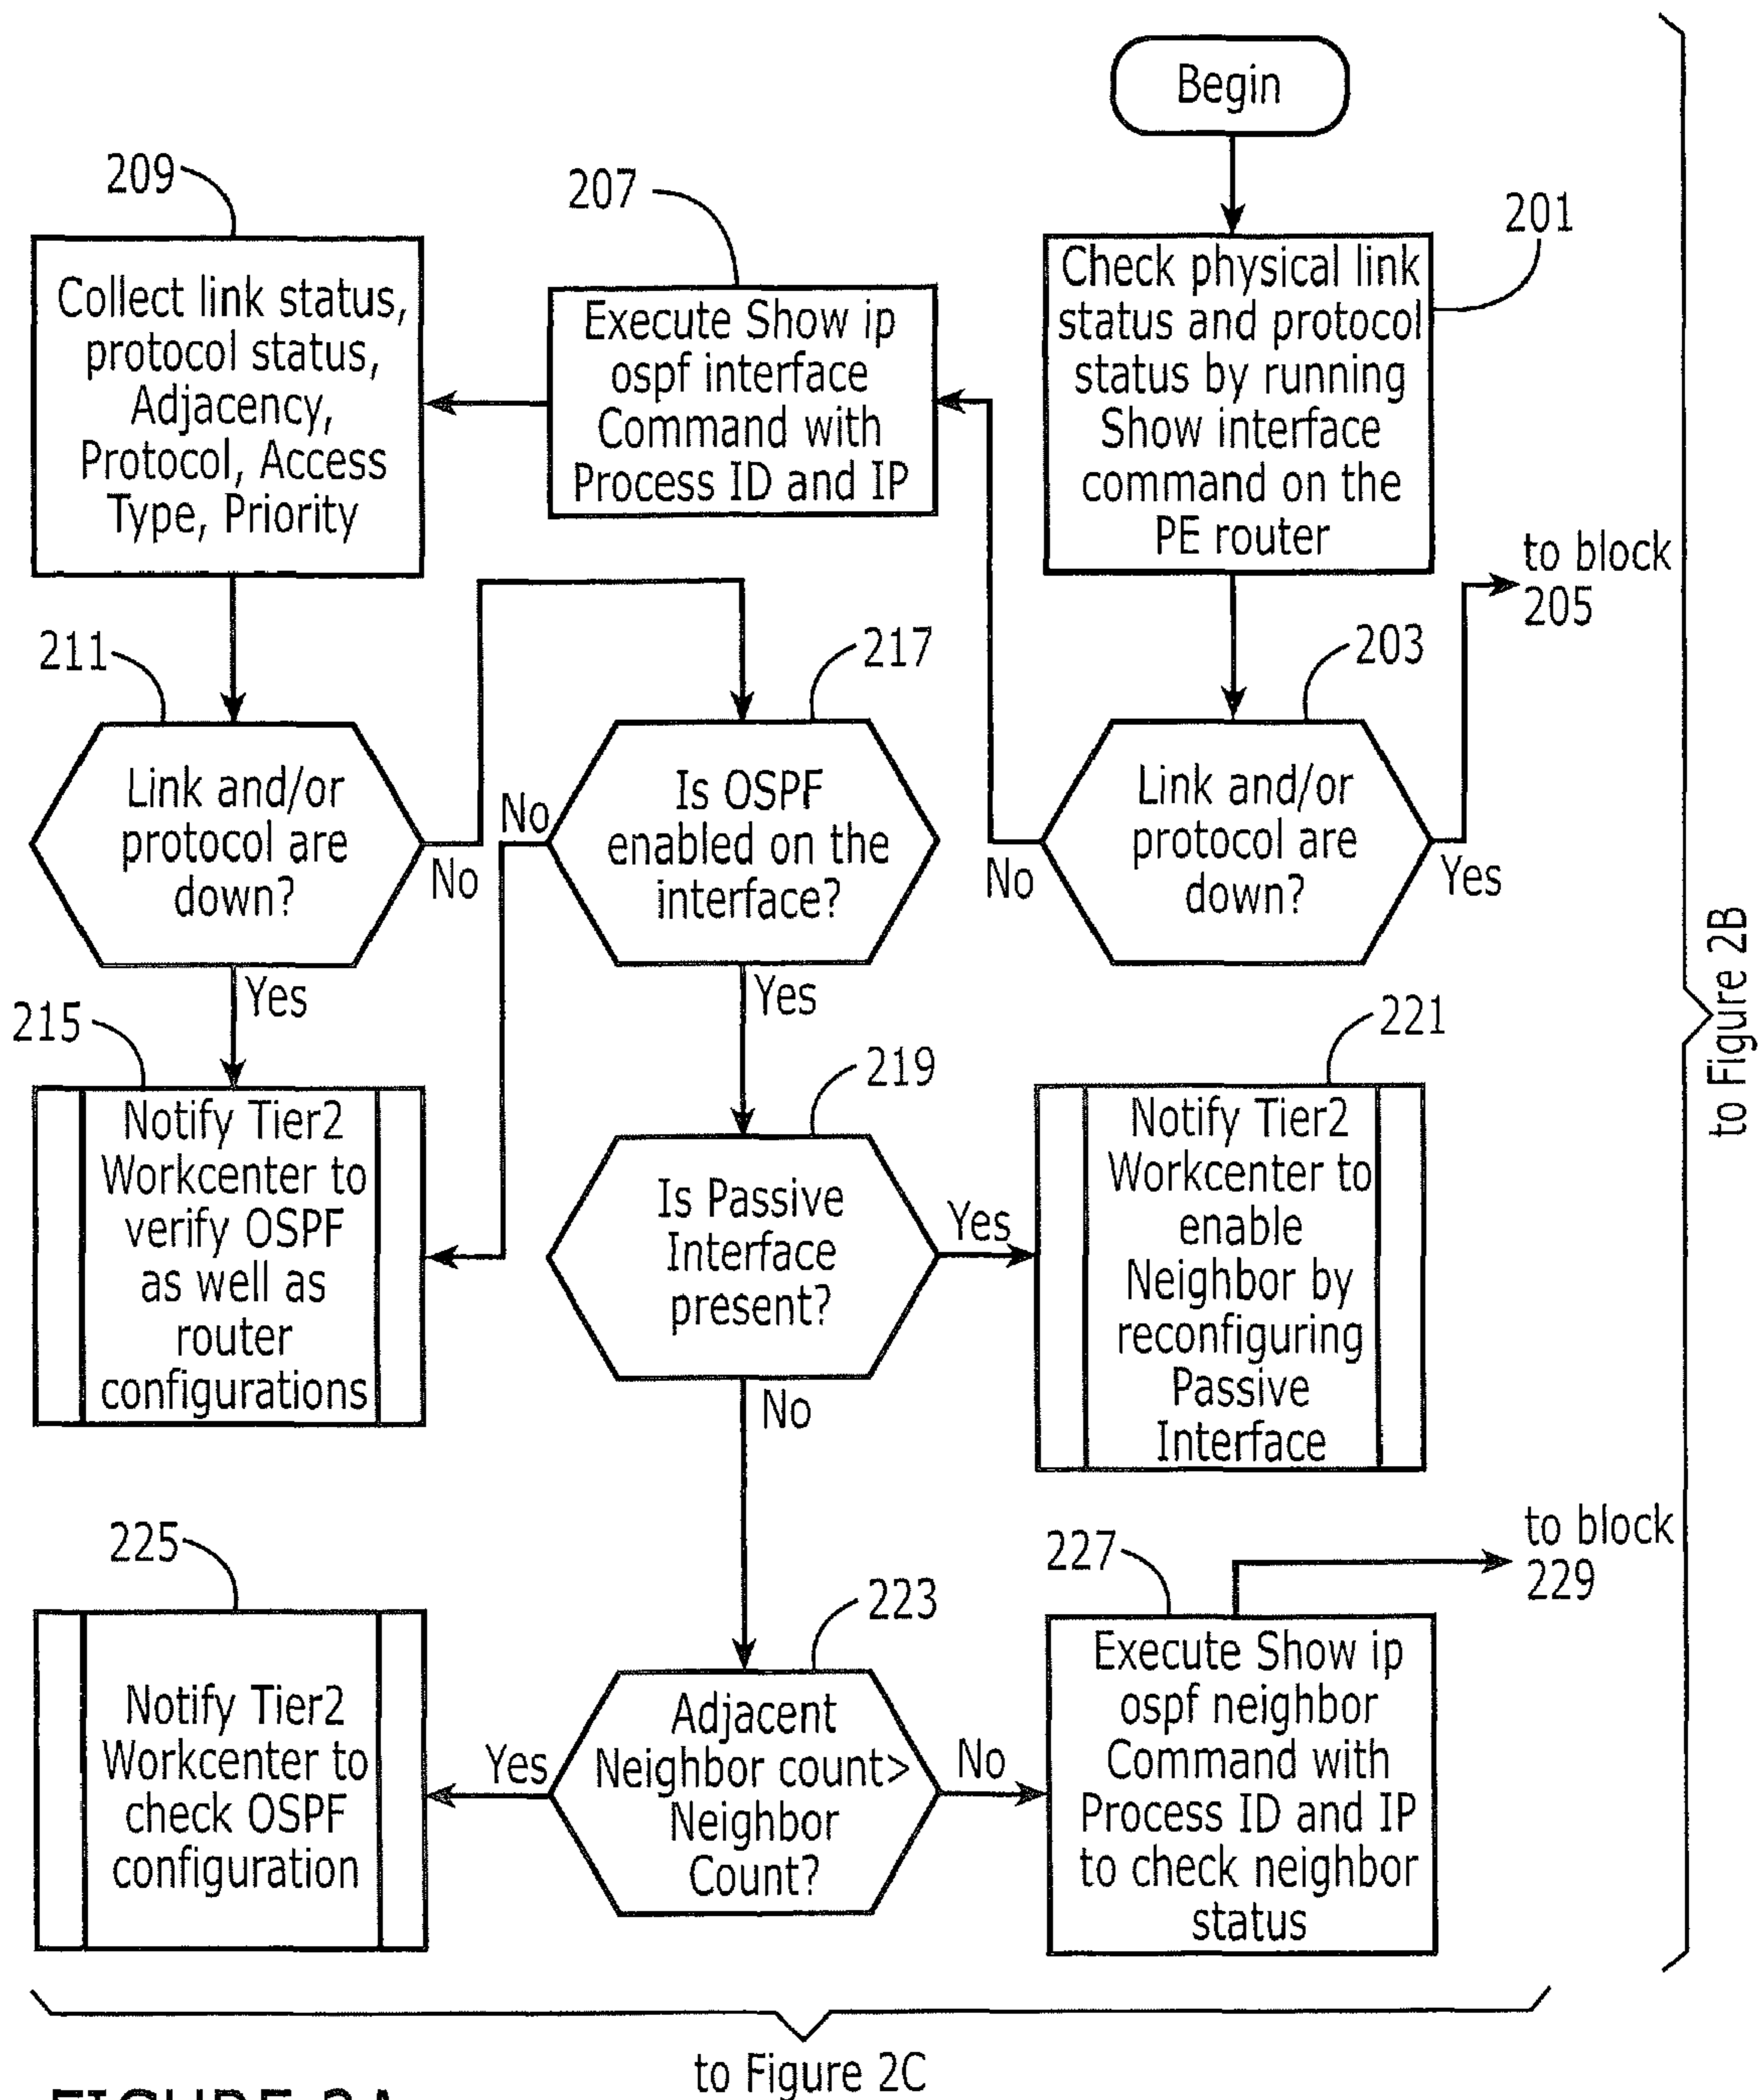 Begin
201
Check physical link
status and protocol
status by running
Show interface
command on the
PE router
207
Execute Show ip
ospf interface
Command with
Process ID and IP
209
Collect link status,
protocol status,
Adjacency,
Protocol, Access
Type, Priority
to block
205
203
Link and/or
protocol are
down?
No
Yes
211
Link and/or
protocol are
down?
No
Yes
217
Is OSPF
enabled on the
interface?
No
Yes
215
Notify Tier2
Workcenter to
verify OSPF
as well as
router
configurations
219
Is Passive
Interface
present?
Yes
No
221
Notify Tier2
Workcenter to
enable
Neighbor by
reconfiguring
Passive
Interface
223
Adjacent
Neighbor count>
Neighbor
Count?
Yes
No
225
Notify Tier2
Workcenter to
check OSPF
configuration
227
Execute Show ip
ospf neighbor
Command with
Process ID and IP
to check neighbor
status
to block
229
to Figure 2B
to Figure 2C
FIGURE 2A